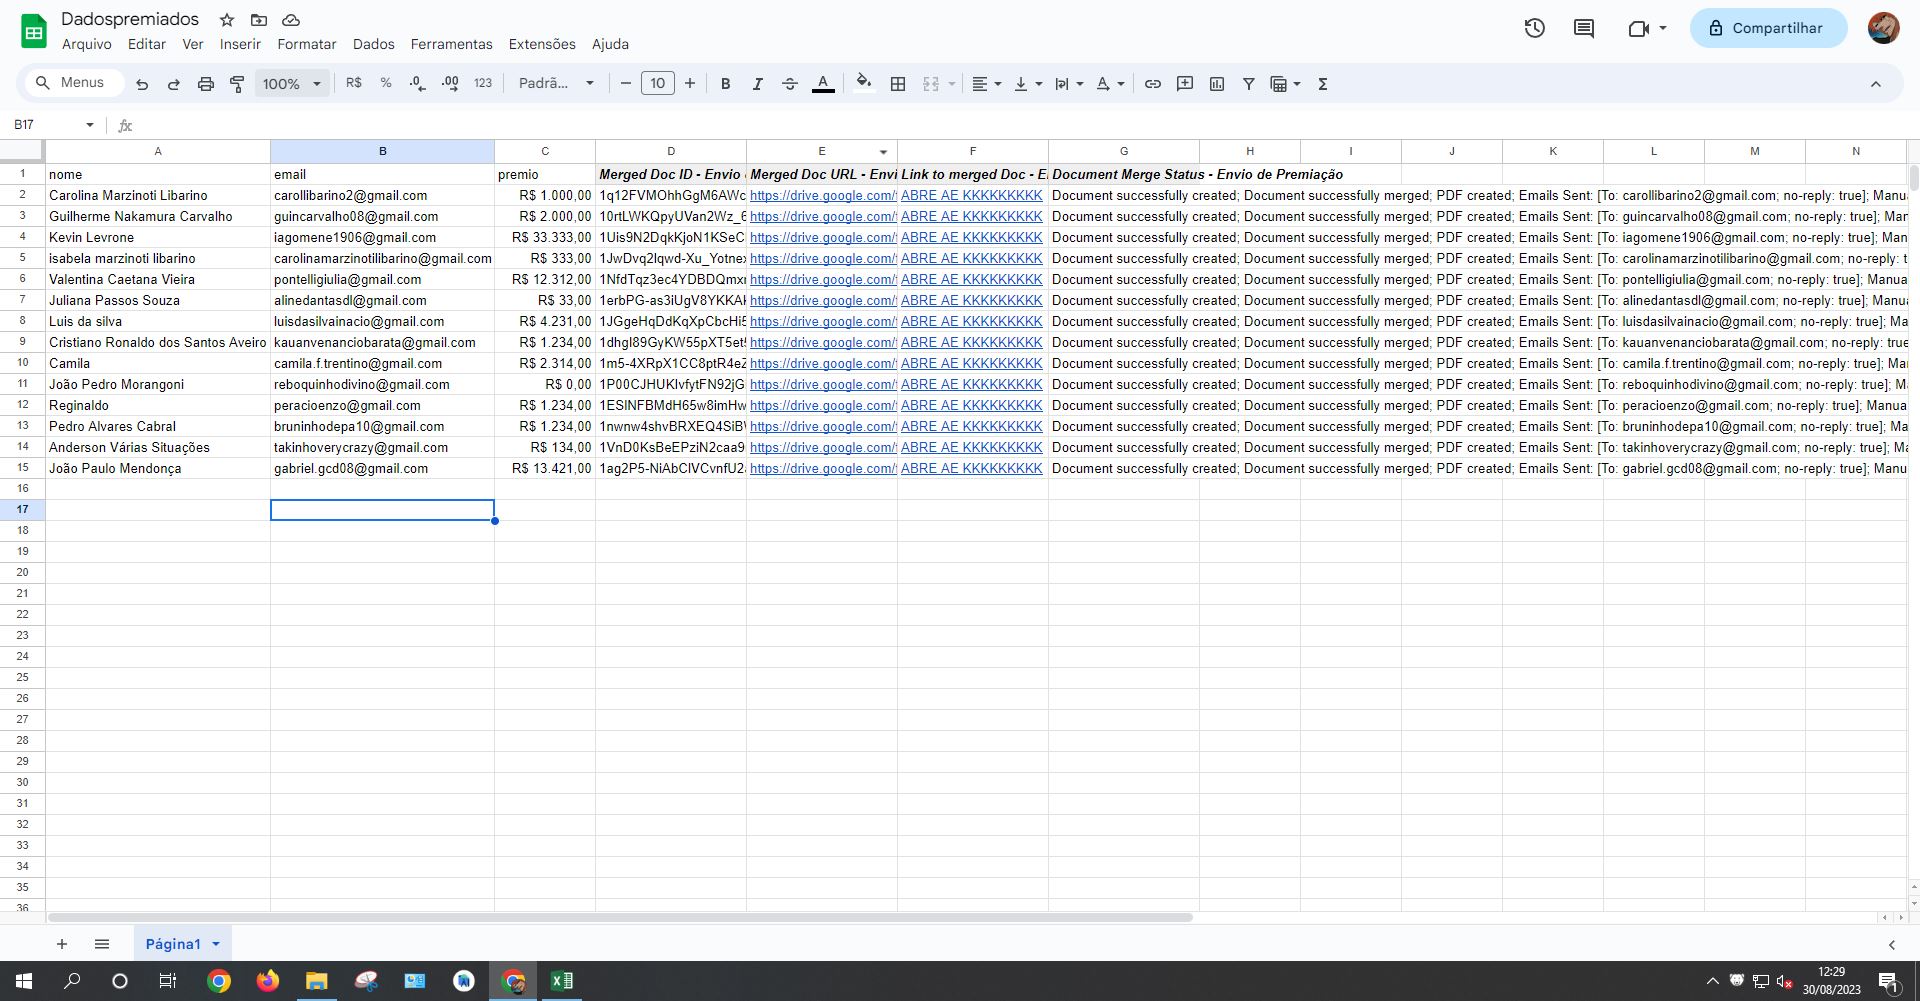 Dadospremiados
Arquivo Editar Ver Inserir Formatar Dados Ferramentas Extensões Ajuda
Compartilhar
Menus 100% R$ % .0 .00 123 Padrã... 10 B I A
B17 fx
A B C D E F G H I J K L M N
1 nome email premio Merged Doc ID - Envio Merged Doc URL - Envi Link to merged Doc - E Document Merge Status - Envio de Premiação
2 Carolina Marzinoti Libarino carollibarino2@gmail.com R$ 1.000,00 1q12FVMOhhGgM6AWc https://drive.google.com/ ABRE AE KKKKKKKKK Document successfully created; Document successfully merged; PDF created; Emails Sent: [To: carollibarino2@gmail.com; no-reply: true]; Manua
3 Guilherme Nakamura Carvalho guincarvalho08@gmail.com R$ 2.000,00 10rtLWKQpyUVan2Wz_6 https://drive.google.com/ ABRE AE KKKKKKKKK Document successfully created; Document successfully merged; PDF created; Emails Sent: [To: guincarvalho08@gmail.com; no-reply: true]; Man
4 Kevin Levrone iagomene1906@gmail.com R$ 33.333,00 1Uis9N2DqkKjoN1KSeC https://drive.google.com/ ABRE AE KKKKKKKKK Document successfully created; Document successfully merged; PDF created; Emails Sent: [To: iagomene1906@gmail.com; no-reply: true]; Man
5 isabela marzinoti libarino carolinamarzinotilibarino@gmail.com R$ 333,00 1JwDvq2lqwd-Xu_Yotnex https://drive.google.com/ ABRE AE KKKKKKKKK Document successfully created; Document successfully merged; PDF created; Emails Sent: [To: carolinamarzinotilibarino@gmail.com; no-reply: t
6 Valentina Caetana Vieira pontelligiulia@gmail.com R$ 12.312,00 1NfdTqz3ec4YDBDQmxr https://drive.google.com/ ABRE AE KKKKKKKKK Document successfully created; Document successfully merged; PDF created; Emails Sent: [To: pontelligiulia@gmail.com; no-reply: true]; Manua
7 Juliana Passos Souza alinedantasdl@gmail.com R$ 33,00 1erbPG-as3iUgV8YKKAk https://drive.google.com/ ABRE AE KKKKKKKKK Document successfully created; Document successfully merged; PDF created; Emails Sent: [To: alinedantasdl@gmail.com; no-reply: true]; Manua
8 Luis da silva luisdasilvainacio@gmail.com R$ 4.231,00 1JGgeHqDdKqXpCbcHi5 https://drive.google.com/ ABRE AE KKKKKKKKK Document successfully created; Document successfully merged; PDF created; Emails Sent: [To: luisdasilvainacio@gmail.com; no-reply: true]; Ma
9 Cristiano Ronaldo dos Santos Aveiro kauanvenanciobarata@gmail.com R$ 1.234,00 1dhgI89GyKW55pXT5et https://drive.google.com/ ABRE AE KKKKKKKKK Document successfully created; Document successfully merged; PDF created; Emails Sent: [To: kauanvenanciobarata@gmail.com; no-reply: true
10 Camila camila.f.trentino@gmail.com R$ 2.314,00 1m5-4XRpX1CC8ptR4eZ https://drive.google.com/ ABRE AE KKKKKKKKK Document successfully created; Document successfully merged; PDF created; Emails Sent: [To: camila.f.trentino@gmail.com; no-reply: true]; M
11 João Pedro Morangoni reboquinhodivino@gmail.com R$ 0,00 1P00CJHUKIvfytFN92jG https://drive.google.com/ ABRE AE KKKKKKKKK Document successfully created; Document successfully merged; PDF created; Emails Sent: [To: reboquinhodivino@gmail.com; no-reply: true]; M
12 Reginaldo peracioenzo@gmail.com R$ 1.234,00 1ESINFBMdH65w8imHw https://drive.google.com/ ABRE AE KKKKKKKKK Document successfully created; Document successfully merged; PDF created; Emails Sent: [To: peracioenzo@gmail.com; no-reply: true]; Manua
13 Pedro Alvares Cabral bruninhodepa10@gmail.com R$ 1.234,00 1nwnw4shvBRXEQ4SiB https://drive.google.com/ ABRE AE KKKKKKKKK Document successfully created; Document successfully merged; PDF created; Emails Sent: [To: bruninhodepa10@gmail.com; no-reply: true]; Ma
14 Anderson Várias Situações takinhoverycrazy@gmail.com R$ 134,00 1VnD0KsBeEPziN2caa9 https://drive.google.com/ ABRE AE KKKKKKKKK Document successfully created; Document successfully merged; PDF created; Emails Sent: [To: takinhoverycrazy@gmail.com; no-reply: true]; M
15 João Paulo Mendonça gabriel.gcd08@gmail.com R$ 13.421,00 1ag2P5-NiAbCIVCvnfU2 https://drive.google.com/ ABRE AE KKKKKKKKK Document successfully created; Document successfully merged; PDF created; Emails Sent: [To: gabriel.gcd08@gmail.com; no-reply: true]; Manu
16
17
18
19
20
21
22
23
24
25
26
27
28
29
30
31
32
33
34
35
36
Página1
12:29
30/08/2023
1